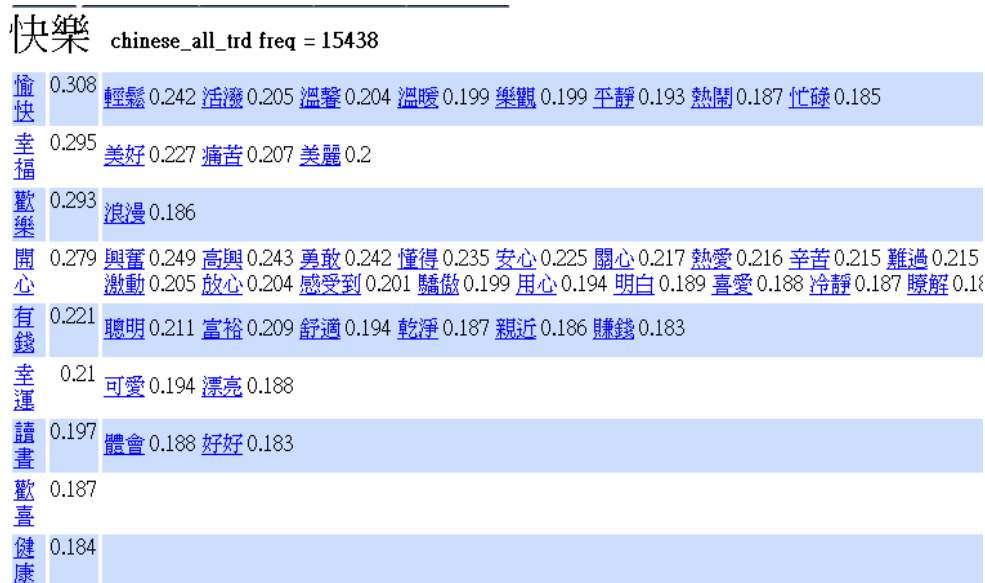 快樂 chinese_all_trd freq = 15438
愉快 0.308 輕鬆 0.242 活潑 0.205 溫馨 0.204 溫暖 0.199 樂觀 0.199 平靜 0.193 熱鬧 0.187 忙碌 0.185
幸福 0.295 美好 0.227 痛苦 0.207 美麗 0.2
歡樂 0.293 浪漫 0.186
開心 0.279 興奮 0.249 高興 0.243 勇敢 0.242 懂得 0.235 安心 0.225 關心 0.217 熱愛 0.216 辛苦 0.215 難過 0.215
激動 0.205 放心 0.204 感受到 0.201 驕傲 0.199 用心 0.194 明白 0.189 喜愛 0.188 冷靜 0.187 瞭解
有錢 0.221 聰明 0.211 富裕 0.209 舒適 0.194 乾淨 0.187 親近 0.186 賺錢 0.183
幸運 0.21 可愛 0.194 漂亮 0.188
讀書 0.197 體會 0.188 好好 0.183
歡喜 0.187
健康 0.184